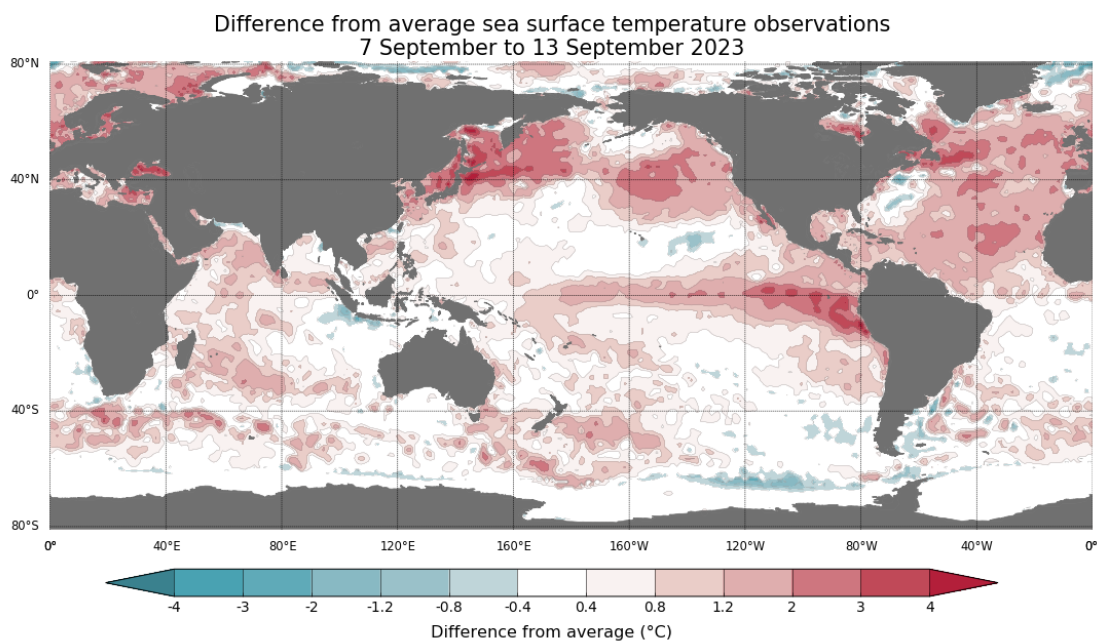 Difference from average sea surface temperature observations
7 September to 13 September 2023
80°N
40°N
0°
40°S
80°S
0° 40°E 80°E 120°E 160°E 160°W 120°W 80°W 40°W 0°
-4 -3 -2 -1.2 -0.8 -0.4 0.4 0.8 1.2 2 3 4
Difference from average (°C)